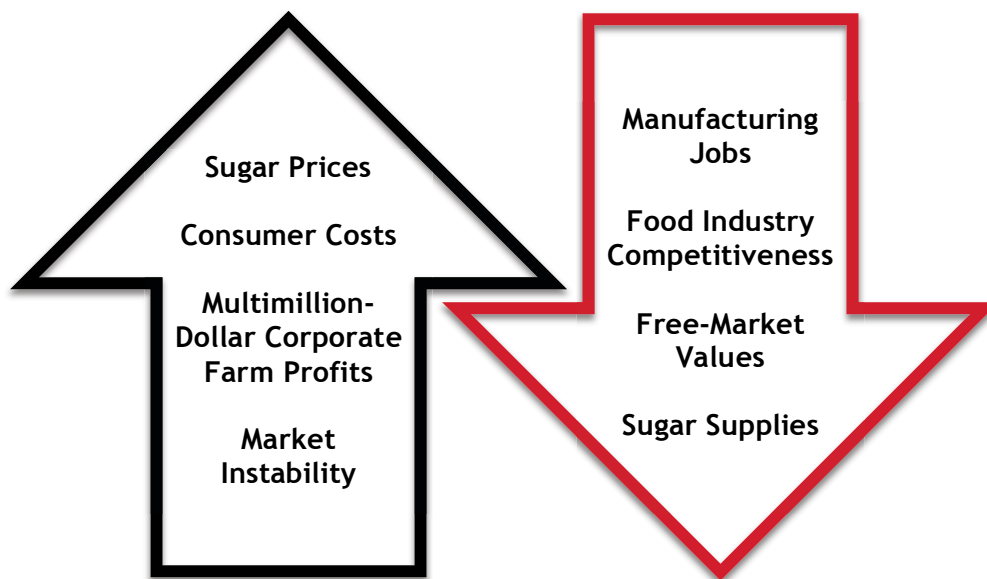 Sugar Prices
Consumer Costs
Multimillion-
Dollar Corporate
Farm Profits
Market
Instability
Manufacturing
Jobs
Food Industry
Competitiveness
Free-Market
Values
Sugar Supplies